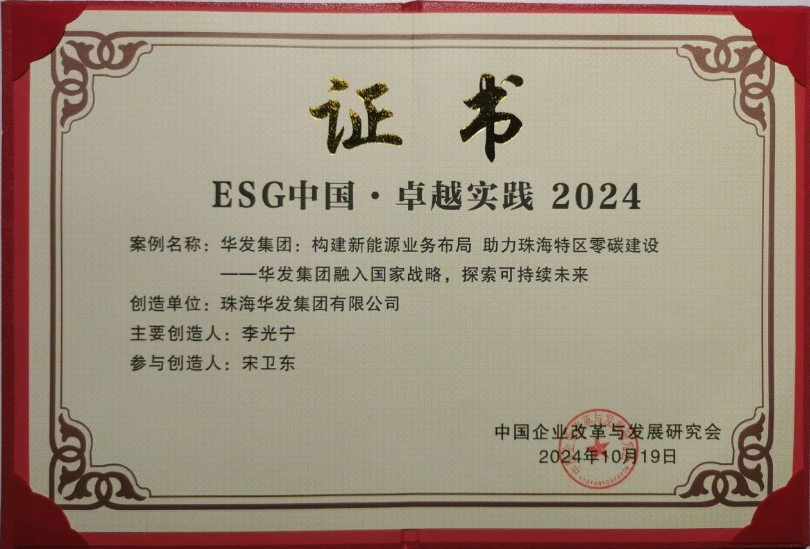 证书
ESG中国·卓越实践 2024
案例名称：华发集团：构建新能源业务布局 助力珠海特区零碳建设
——华发集团融入国家战略，探索可持续未来
创造单位：珠海华发集团有限公司
主要创造人：李光宁
参与创造人：宋卫东
中国企业改革与发展研究会
2024年10月19日